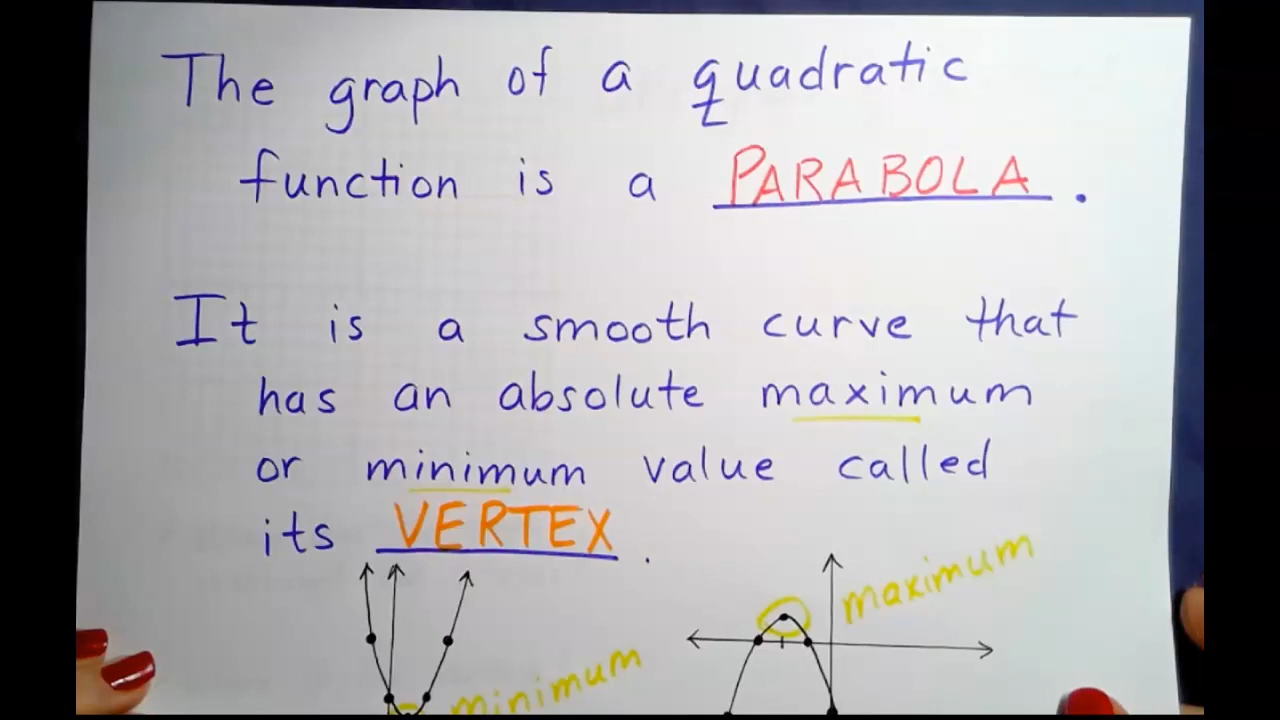 The graph of a quadratic
function is a PARABOLA.
It is a smooth curve that
has an absolute maximum
or minimum value called
its VERTEX.
maximum
minimum